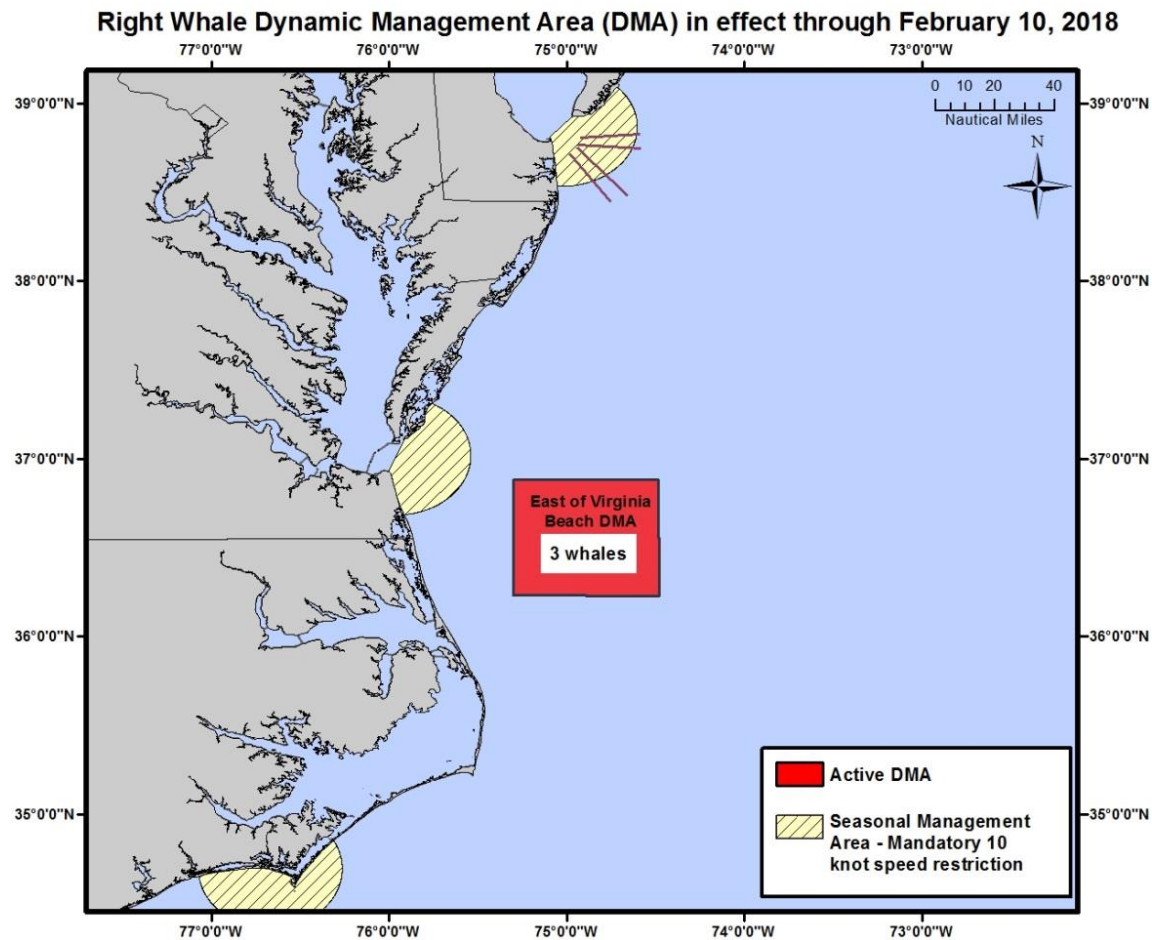 Right Whale Dynamic Management Area (DMA) in effect through February 10, 2018
77°0'0"W 76°0'0"W 75°0'0"W 74°0'0"W 73°0'0"W
39°0'0"N 39°0'0"N
0 10 20 40
Nautical Miles
N
38°0'0"N 38°0'0"N
37°0'0"N 37°0'0"N
East of Virginia
Beach DMA
3 whales
36°0'0"N 36°0'0"N
Active DMA
35°0'0"N 35°0'0"N
Seasonal Management
Area - Mandatory 10
knot speed restriction
77°0'0"W 76°0'0"W 75°0'0"W 74°0'0"W 73°0'0"W